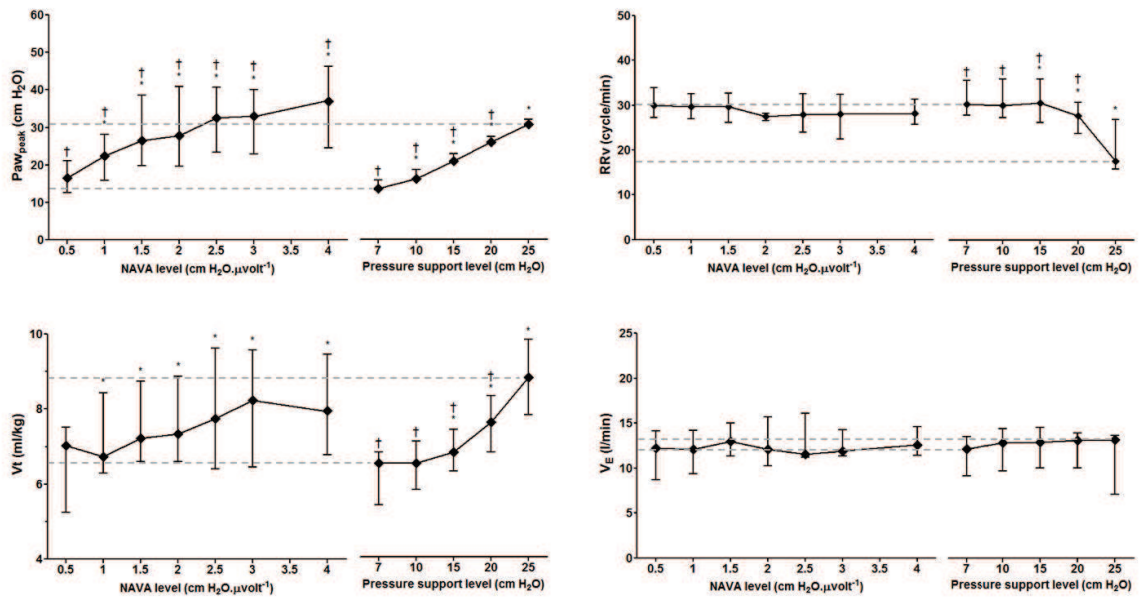 60
50
40
30
20
10
0
Paw_peak (cm H₂O)
† † * † * † * † * † * † * † † * † * † * *
0.5 1 1.5 2 2.5 3 3.5 4 7 10 15 20 25
NAVA level (cm H₂O.µvolt⁻¹) Pressure support level (cm H₂O)
50
40
30
20
10
0
RRv (cycle/min)
† † † * † * *
0.5 1 1.5 2 2.5 3 3.5 4 7 10 15 20 25
NAVA level (cm H₂O.µvolt⁻¹) Pressure support level (cm H₂O)
10
8
6
4
Vt (ml/kg)
* * * * * * † † † * † * *
0.5 1 1.5 2 2.5 3 3.5 4 7 10 15 20 25
NAVA level (cm H₂O.µvolt⁻¹) Pressure support level (cm H₂O)
25
20
15
10
5
0
V_E (l/min)
0.5 1 1.5 2 2.5 3 3.5 4 7 10 15 20 25
NAVA level (cm H₂O.µvolt⁻¹) Pressure support level (cm H₂O)